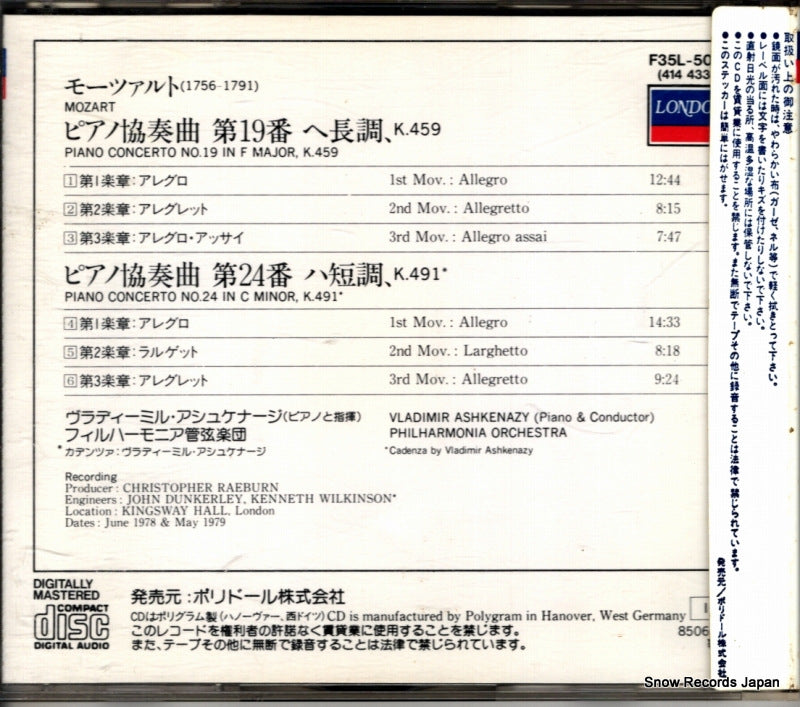 モーツァルト(1756-1791)
MOZART
ピアノ協奏曲 第19番 ヘ長調、K.459
PIANO CONCERTO NO.19 IN F MAJOR, K.459
1 第1楽章:アレグロ 1st Mov. : Allegro 12:44
2 第2楽章:アレグレット 2nd Mov. : Allegretto 8:15
3 第3楽章:アレグロ・アッサイ 3rd Mov. : Allegro assai 7:47
ピアノ協奏曲 第24番 ハ短調、K.491*
PIANO CONCERTO NO.24 IN C MINOR, K.491*
4 第1楽章:アレグロ 1st Mov. : Allegro 14:33
5 第2楽章:ラルゲット 2nd Mov. : Larghetto 8:18
6 第3楽章:アレグレット 3rd Mov. : Allegretto 9:24
ヴラディーミル・アシュケナージ(ピアノと指揮) VLADIMIR ASHKENAZY (Piano & Conductor)
フィルハーモニア管弦楽団 PHILHARMONIA ORCHESTRA
*カデンツァ:ヴラディーミル・アシュケナージ *Cadenza by Vladimir Ashkenazy
Recording
Producer : CHRISTOPHER RAEBURN
Engineers : JOHN DUNKERLEY, KENNETH WILKINSON*
Location : KINGSWAY HALL, London
Dates : June 1978 & May 1979
F35L-50
(414 433
LONDO
DIGITALLY
MASTERED
COMPACT
disc
DIGITAL AUDIO
発売元:ポリドール株式会社
CDはポリグラム製(ハノーヴァー、西ドイツ) CD is manufactured by Polygram in Hanover, West Germany
このレコードを権利者の許諾なく賃貸業に使用することを禁じます。
また、テープその他に無断で録音することは法律で禁じられています。
8506
取扱い上の御注意
●鏡面が汚れた時は、やわらかい布(ガーゼ、ネル等)で軽く拭きとって下さい。
●レーベル面には文字を書いたりキズを付けたりしないで下さい。
●直射日光の当る所、高温多湿な場所には保管しないで下さい。
●このCDを賃貸業に使用することを禁じます。また無断でテープその他に録音することは法律で禁じられています。
●このステッカーは簡単にはがせます。
発売元/ポリドール株式会社
Snow Records Japan